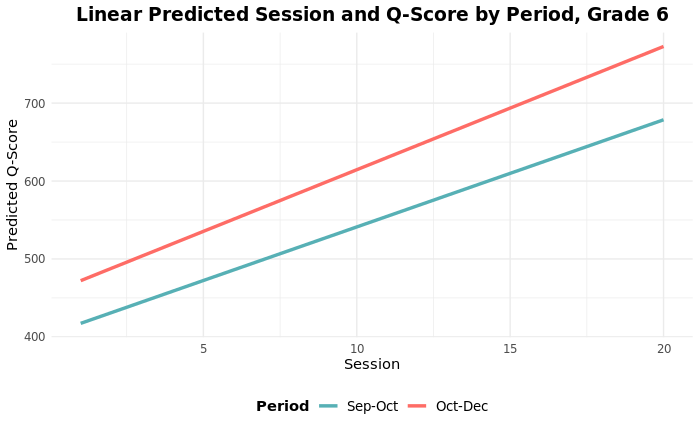 Linear Predicted Session and Q-Score by Period, Grade 6
Predicted Q-Score
700
600
500
400
5 10 15 20
Session
Period Sep-Oct Oct-Dec